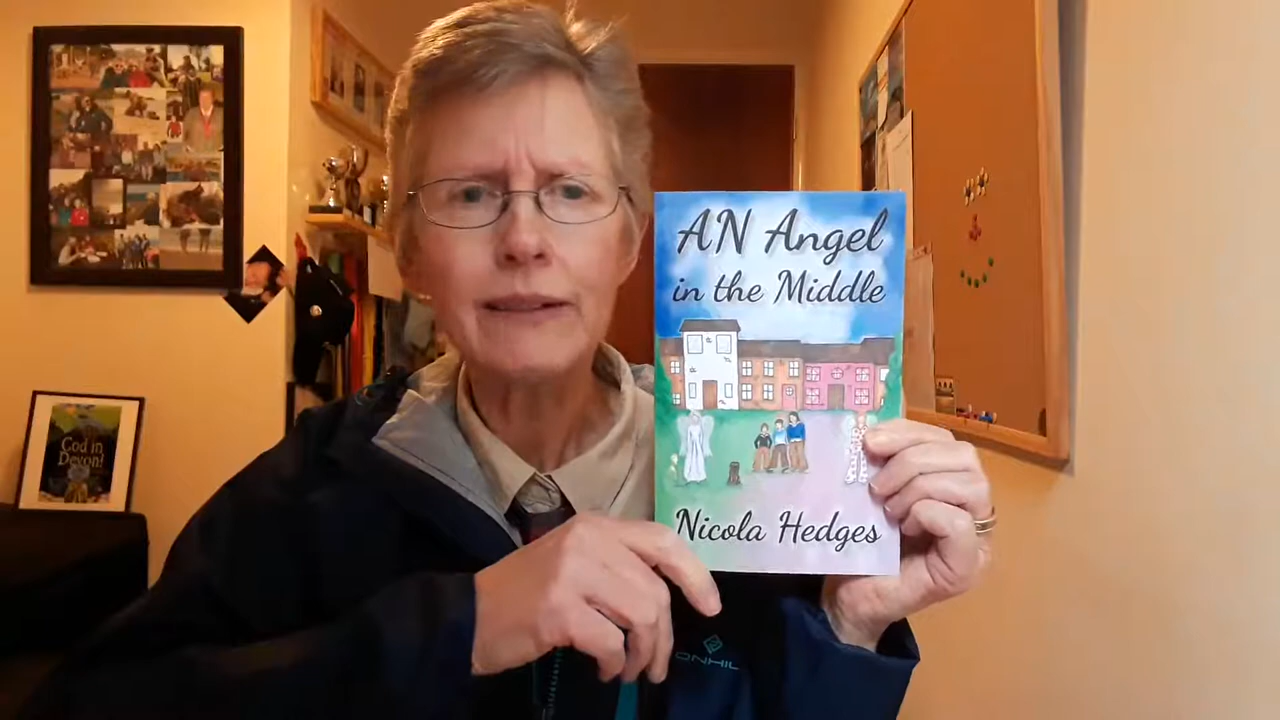 AN Angel
in the Middle
Nicola Hedges
God in
Devon!